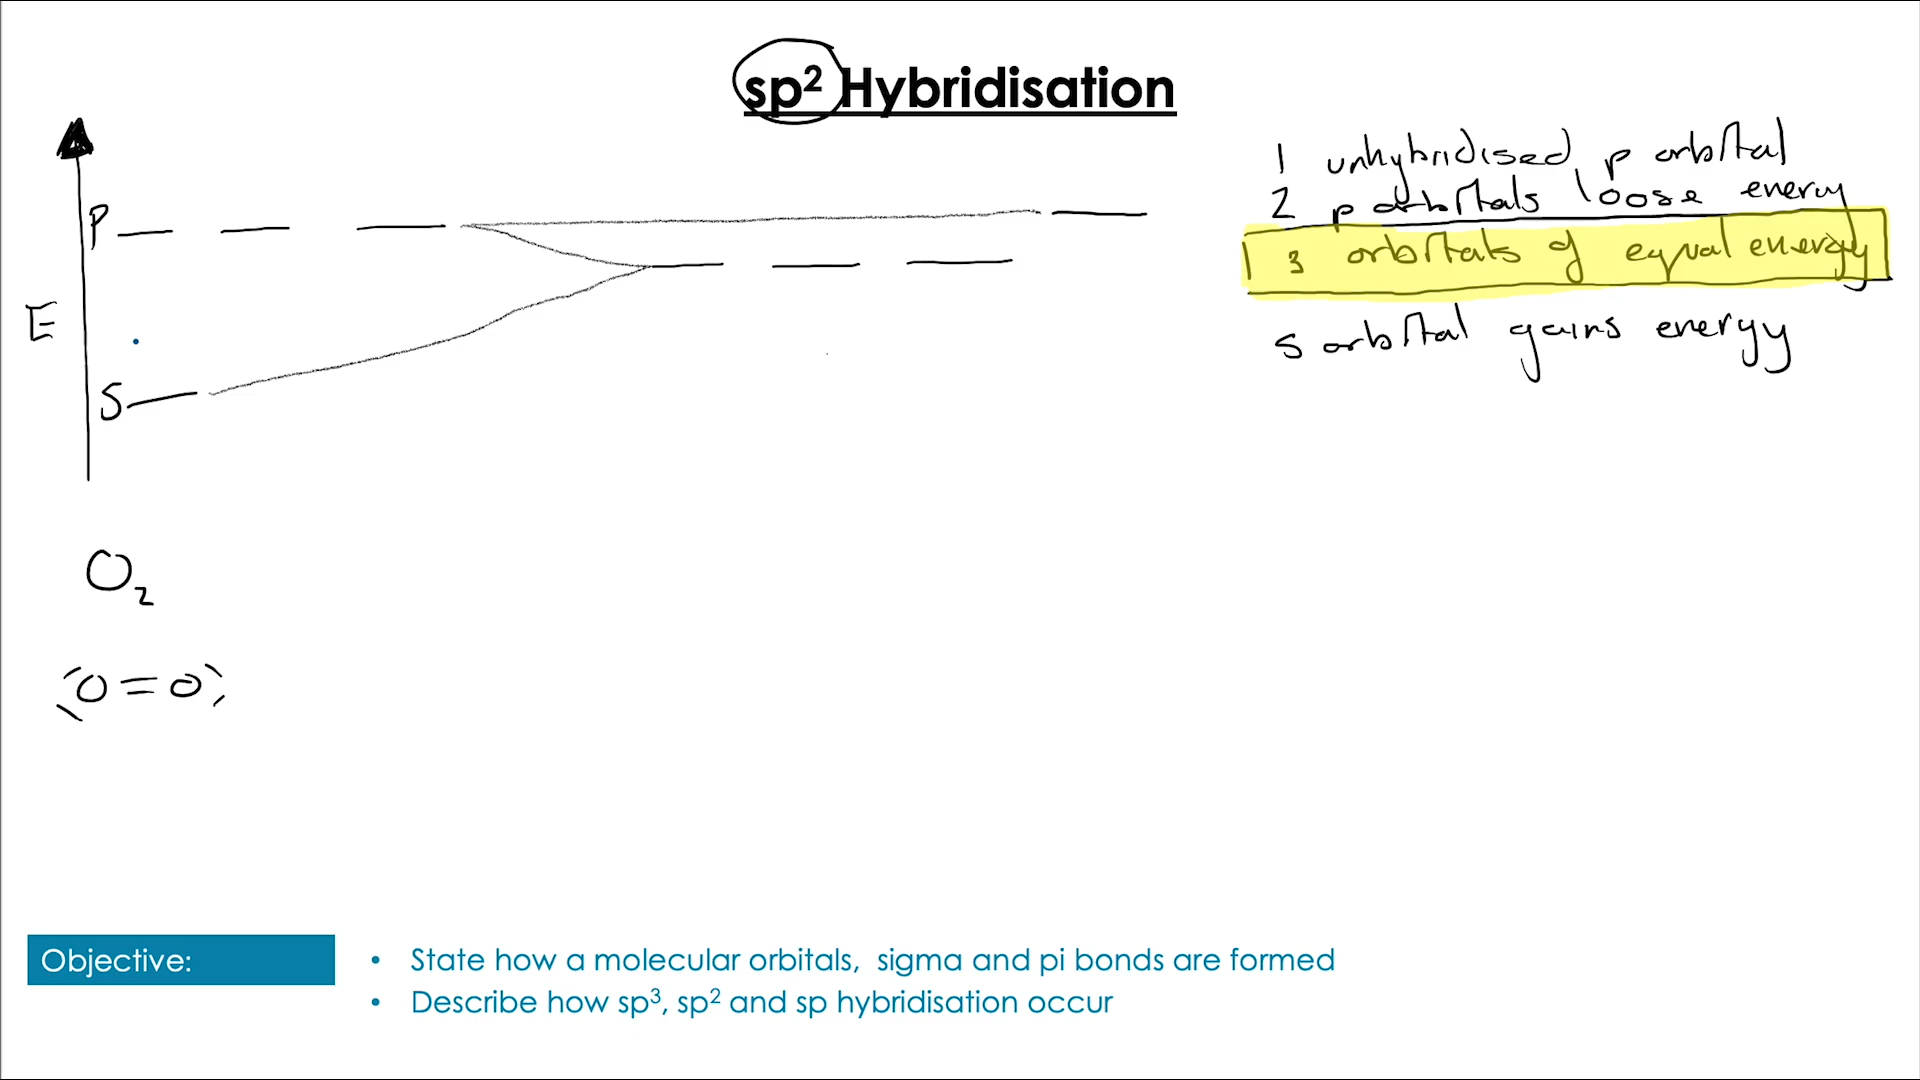 sp² Hybridisation
1 unhybridised p orbital
2 p orbitals loose energy
3 orbitals of equal energy
s orbital gains energy
P
E
S
O₂
O=O
Objective:
• State how a molecular orbitals, sigma and pi bonds are formed
• Describe how sp³, sp² and sp hybridisation occur